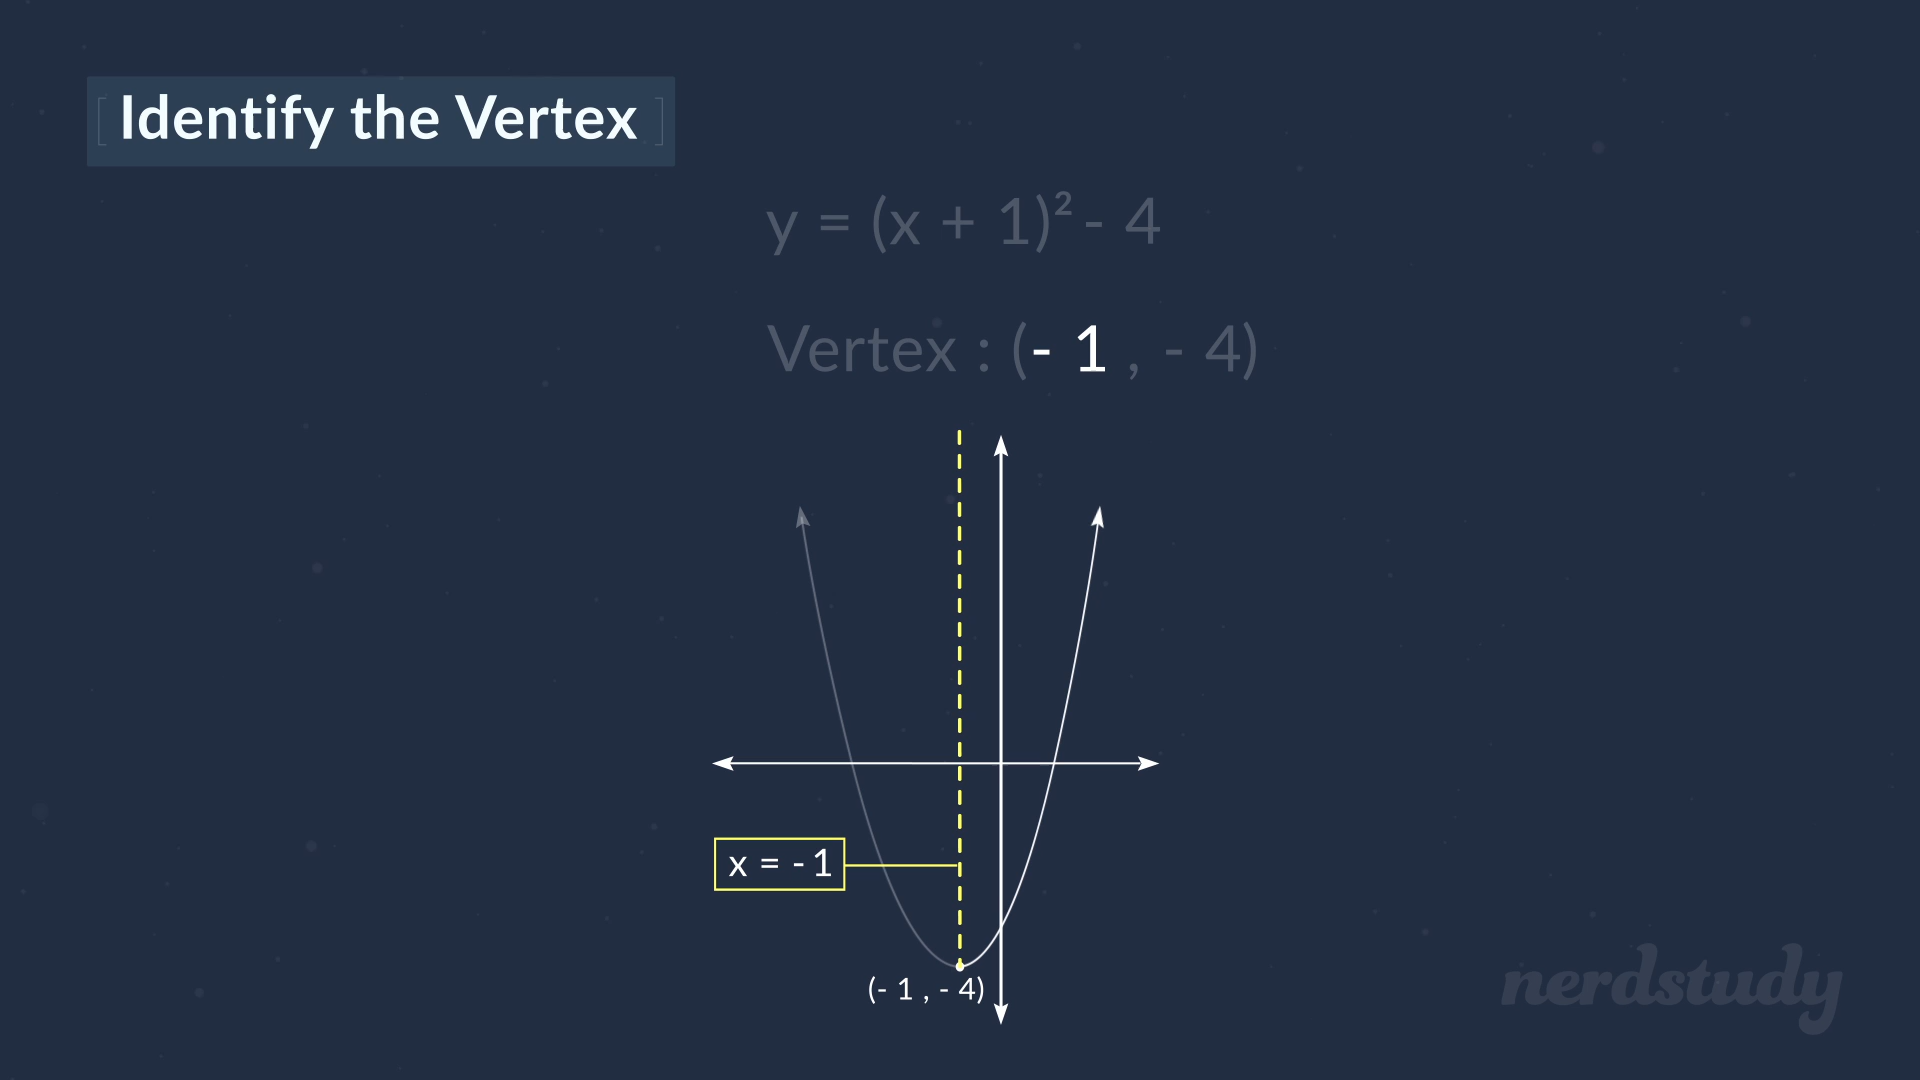 Identify the Vertex
y = (x + 1)² - 4
Vertex : (- 1 , - 4)
x = - 1
(- 1 , - 4)
nerdstudy